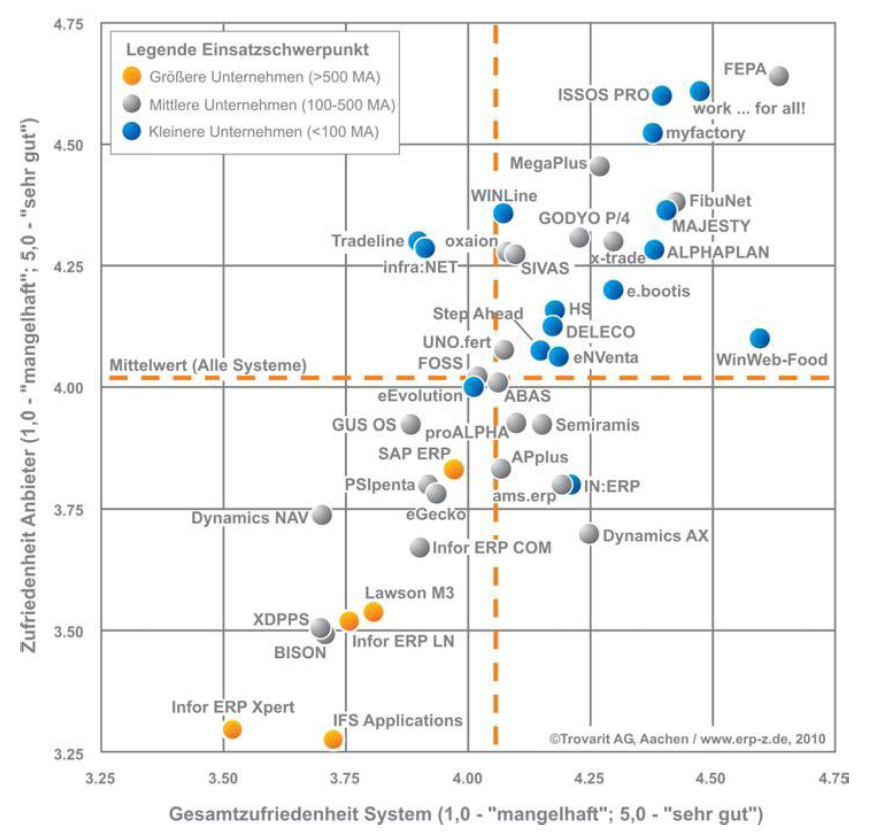 4.75
4.50
4.25
4.00
3.75
3.50
3.25
Zufriedenheit Anbieter (1,0 - "mangelhaft"; 5,0 - "sehr gut")
Legende Einsatzschwerpunkt
Größere Unternehmen (>500 MA)
Mittlere Unternehmen (100-500 MA)
Kleinere Unternehmen (<100 MA)
FEPA
ISSOS PRO
work ... for all!
myfactory
MegaPlus
WINLine
FibuNet
GODYO P/4
MAJESTY
Tradeline
oxaion
infra:NET
SIVAS
x-trade
ALPHAPLAN
e.bootis
Step Ahead
HS
DELECO
UNO.fert
eNVenta
WinWeb-Food
Mittelwert (Alle Systeme)
FOSS
eEvolution
ABAS
GUS OS
proALPHA
Semiramis
SAP ERP
APplus
PSIpenta
ams.erp
IN:ERP
eGecko
Dynamics NAV
Dynamics AX
Infor ERP COM
Lawson M3
XDPPS
Infor ERP LN
BISON
Infor ERP Xpert
IFS Applications
©Trovarit AG, Aachen / www.erp-z.de, 2010
3.25
3.50
3.75
4.00
4.25
4.50
4.75
Gesamtzufriedenheit System (1,0 - "mangelhaft"; 5,0 - "sehr gut")